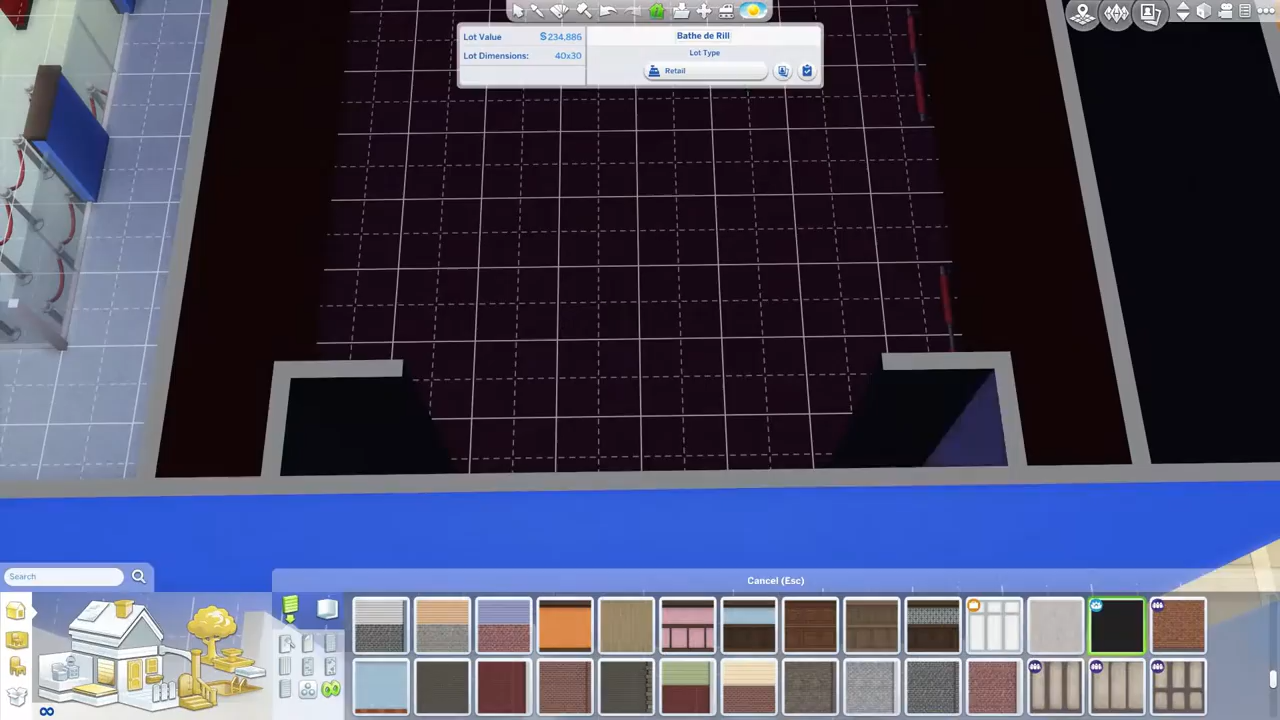 Lot Value §234,886
Bathe de Rill
Lot Dimensions: 40x30
Lot Type
Retail
Search
Cancel (Esc)